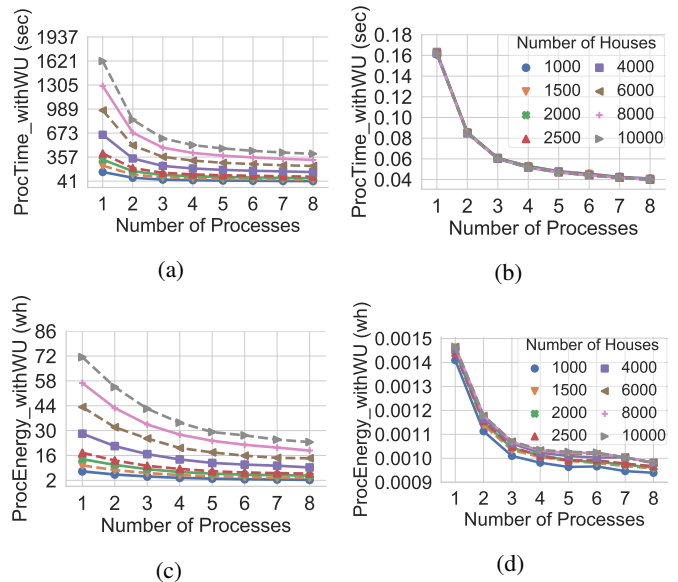 ProcTime_withWU (sec)
1937
1621
1305
989
673
357
41
1 2 3 4 5 6 7 8
Number of Processes
(a)
ProcTime_withWU (sec)
0.18
0.16
0.14
0.12
0.10
0.08
0.06
0.04
Number of Houses
1000 4000
1500 6000
2000 8000
2500 10000
1 2 3 4 5 6 7 8
Number of Processes
(b)
ProcEnergy_withWU (wh)
86
72
58
44
30
16
2
1 2 3 4 5 6 7 8
Number of Processes
(c)
ProcEnergy_withWU (wh)
0.0015
0.0014
0.0013
0.0012
0.0011
0.0010
0.0009
Number of Houses
1000 4000
1500 6000
2000 8000
2500 10000
1 2 3 4 5 6 7 8
Number of Processes
(d)